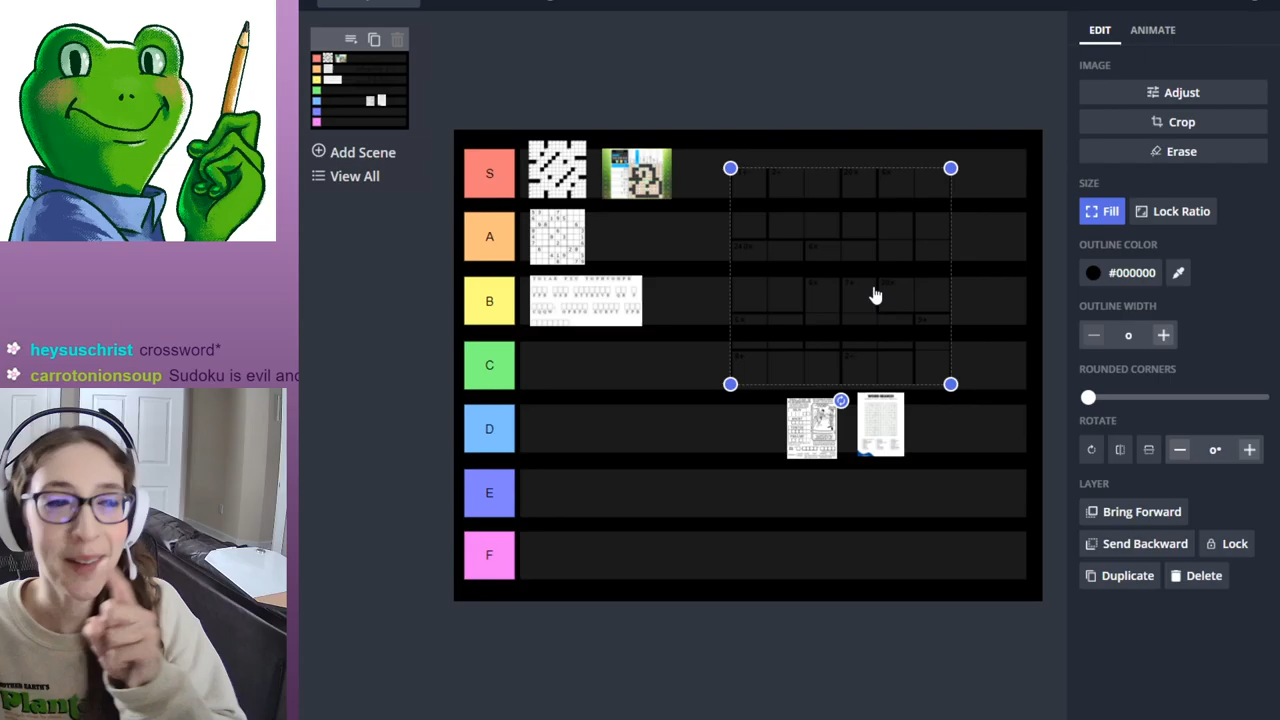 EDIT
ANIMATE
IMAGE
Adjust
Crop
Erase
SIZE
Fill
Lock Ratio
OUTLINE COLOR
#000000
OUTLINE WIDTH
0
ROUNDED CORNERS
ROTATE
0°
LAYER
Bring Forward
Send Backward
Lock
Duplicate
Delete
Add Scene
View All
S
A
B
C
D
E
F
heysuschrist crossword*
carrotonionsoup Sudoku is evil and
Plant